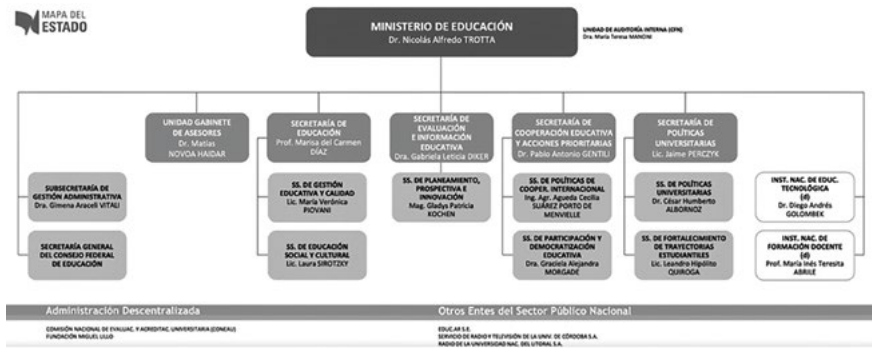 MAPA DEL
ESTADO
MINISTERIO DE EDUCACIÓN
Dr. Nicolás Alfredo TROTTA
UNIDAD DE AUDITORÍA INTERNA (CFN)
Dra. María Teresa MANCINI
UNIDAD GABINETE
DE ASESORES
Dr. Matías
NOVOA HAIDAR
SECRETARÍA DE
EDUCACIÓN
Prof. Marisa del Carmen
DÍAZ
SECRETARÍA DE
EVALUACIÓN
E INFORMACIÓN
EDUCATIVA
Dra. Gabriela Leticia DIKER
SECRETARÍA DE
COOPERACIÓN EDUCATIVA
Y ACCIONES PRIORITARIAS
Dr. Pablo Antonio GENTILI
SECRETARÍA DE
POLÍTICAS
UNIVERSITARIAS
Lic. Jaime PERCZYK
SUBSECRETARÍA DE
GESTIÓN ADMINISTRATIVA
Dra. Gimena Araceli VITALI
SS. DE GESTIÓN
EDUCATIVA Y CALIDAD
Lic. María Verónica
PIOVANI
SS. DE PLANEAMIENTO,
PROSPECTIVA E
INNOVACIÓN
Mag. Gladys Patricia
KOCHEN
SS. DE POLÍTICAS DE
COOPER. INTERNACIONAL
Ing. Agr. Agueda Cecilia
SUÁREZ PORTO DE
MENVIELLE
SS. DE POLÍTICAS
UNIVERSITARIAS
Dr. César Humberto
ALBORNOZ
INST. NAC. DE EDUC.
TECNOLÓGICA
(d)
Dr. Diego Andrés
GOLOMBEK
SECRETARÍA GENERAL
DEL CONSEJO FEDERAL
DE EDUCACIÓN
SS. DE EDUCACIÓN
SOCIAL Y CULTURAL
Lic. Laura SIROTZKY
SS. DE PARTICIPACIÓN Y
DEMOCRATIZACIÓN
EDUCATIVA
Dra. Graciela Alejandra
MORGADE
SS. DE FORTALECIMIENTO
DE TRAYECTORIAS
ESTUDIANTILES
Lic. Leandro Hipólito
QUIROGA
INST. NAC. DE
FORMACIÓN DOCENTE
(d)
Prof. María Inés Teresita
ABRILE
Administración Descentralizada
COMISIÓN NACIONAL DE EVALUAC. Y ACREDITAC. UNIVERSITARIA (CONEAU)
FUNDACIÓN MIGUEL LILLO
Otros Entes del Sector Público Nacional
EDUC.AR S.E.
SERVICIO DE RADIO Y TELEVISIÓN DE LA UNIV. DE CÓRDOBA S.A.
RADIO DE LA UNIVERSIDAD NAC. DEL LITORAL S.A.